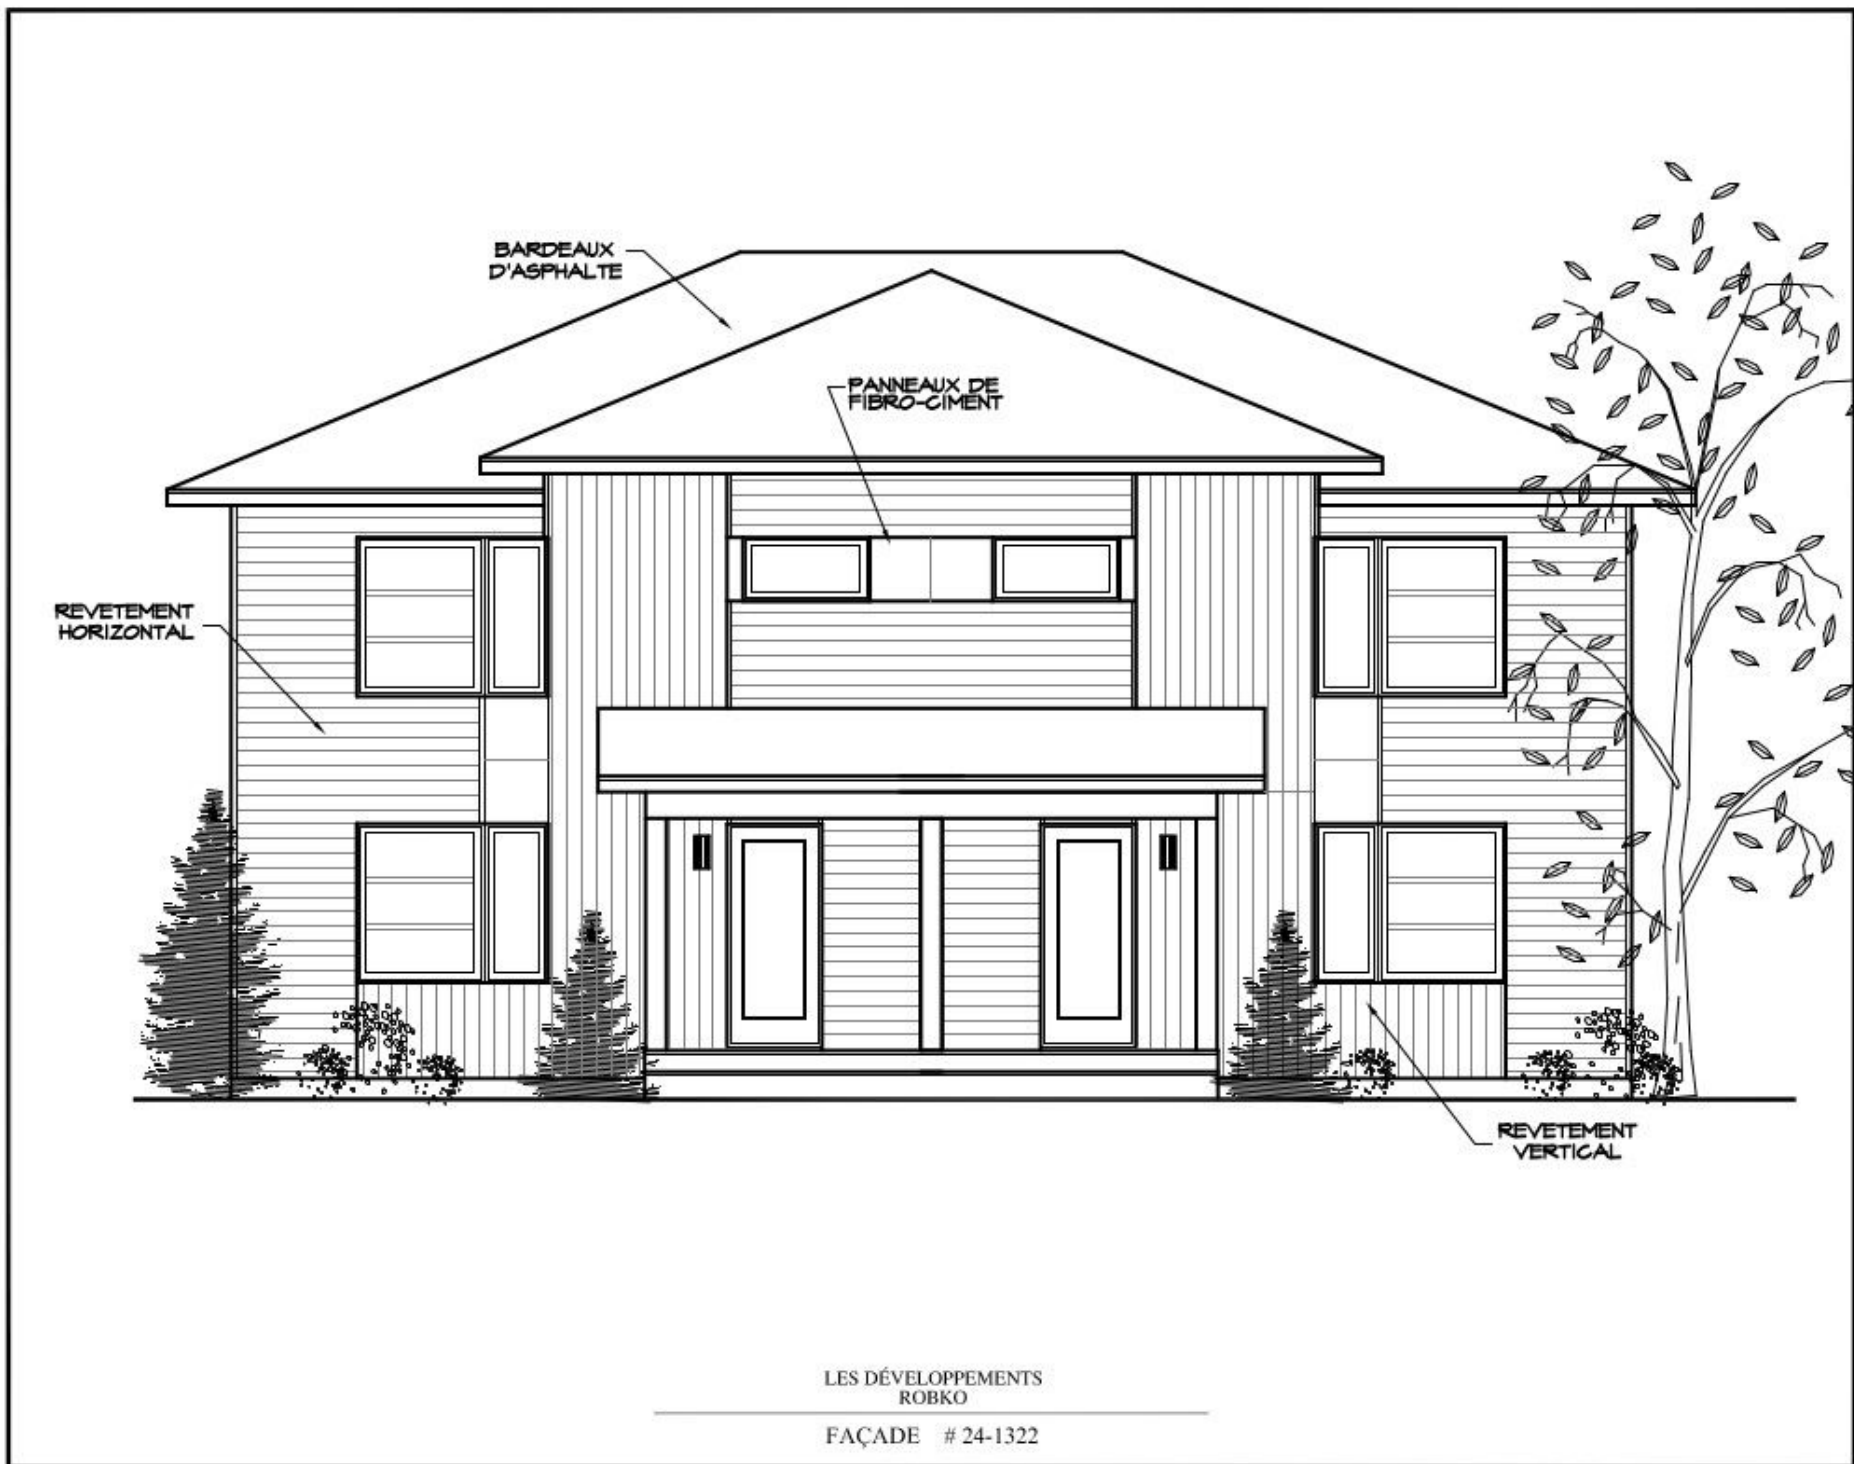 BARDEAUX
D'ASPHALTE
PANNEAUX DE
FIBRO-CIMENT
REVETEMENT
HORIZONTAL
REVETEMENT
VERTICAL
LES DÉVELOPPEMENTS
ROBKO
FAÇADE # 24-1322